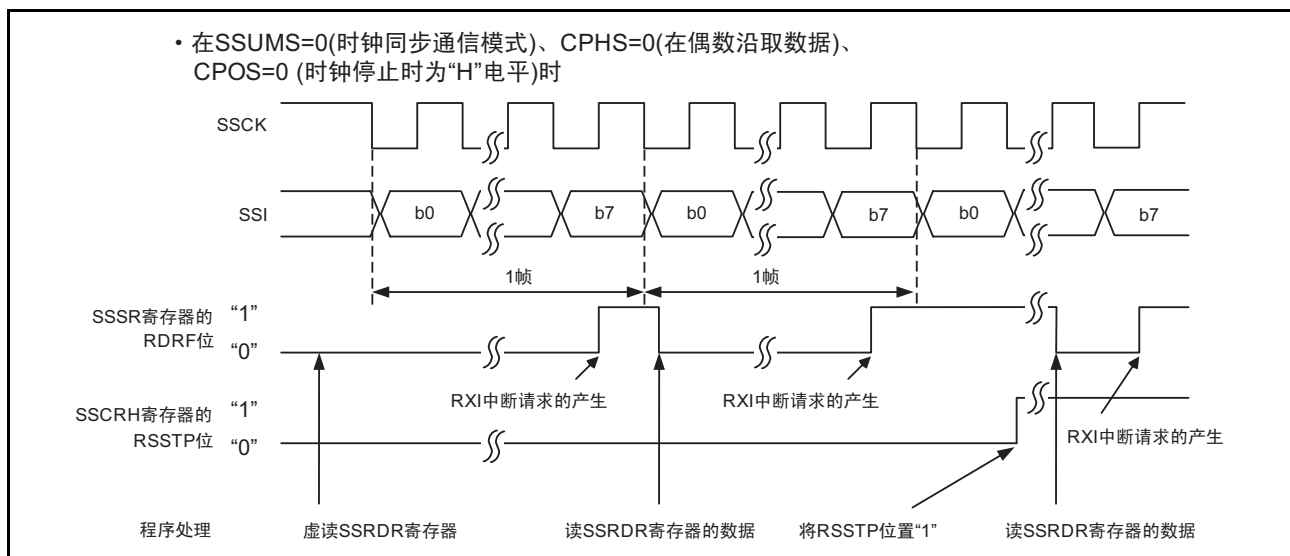 • 在SSUMS=0(时钟同步通信模式)、CPHS=0(在偶数沿取数据)、
CPOS=0 (时钟停止时为“H”电平)时
SSCK
SSI
b0
b7
b0
b7
b0
b7
1帧
1帧
SSSR寄存器的
RDRF位
“1”
“0”
RXI中断请求的产生
RXI中断请求的产生
RXI中断请求的产生
SSCRH寄存器的
RSSTP位
“1”
“0”
程序处理
虚读SSRDR寄存器
读SSRDR寄存器的数据
将RSSTP位置“1”
读SSRDR寄存器的数据